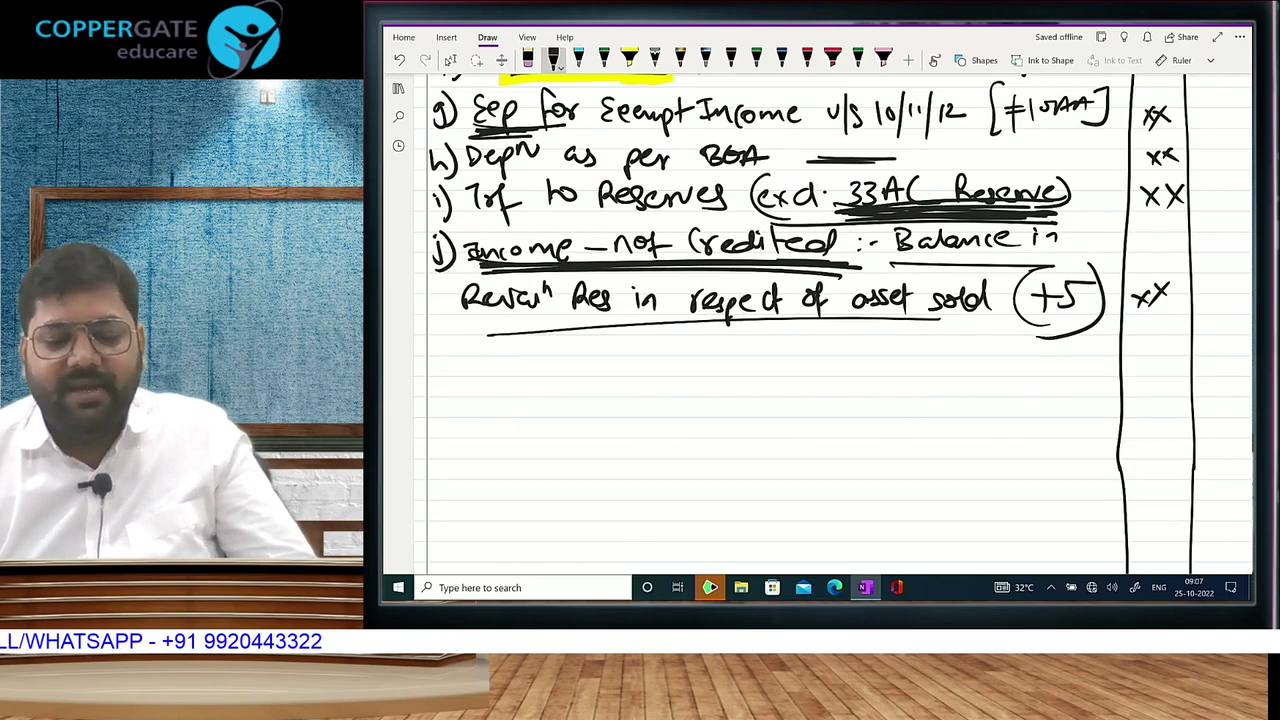 COPPERGATE
educare
Home Insert Draw View Help
Saved offline
Share
Shapes Ink to Shape Ink to Text Ruler
g) Exp for Exempt Income u/s 10/11/12 [≠10AA] xx
h) Depn as per BOA xx
i) Trf to Reserves (excl. 33AC Reserve) XX
j) Income - not Credited :- Balance in
Res in respect of asset sold (+5) xx
Type here to search
32°C ENG 09:07
25-10-2022
LL/WHATSAPP - +91 9920443322